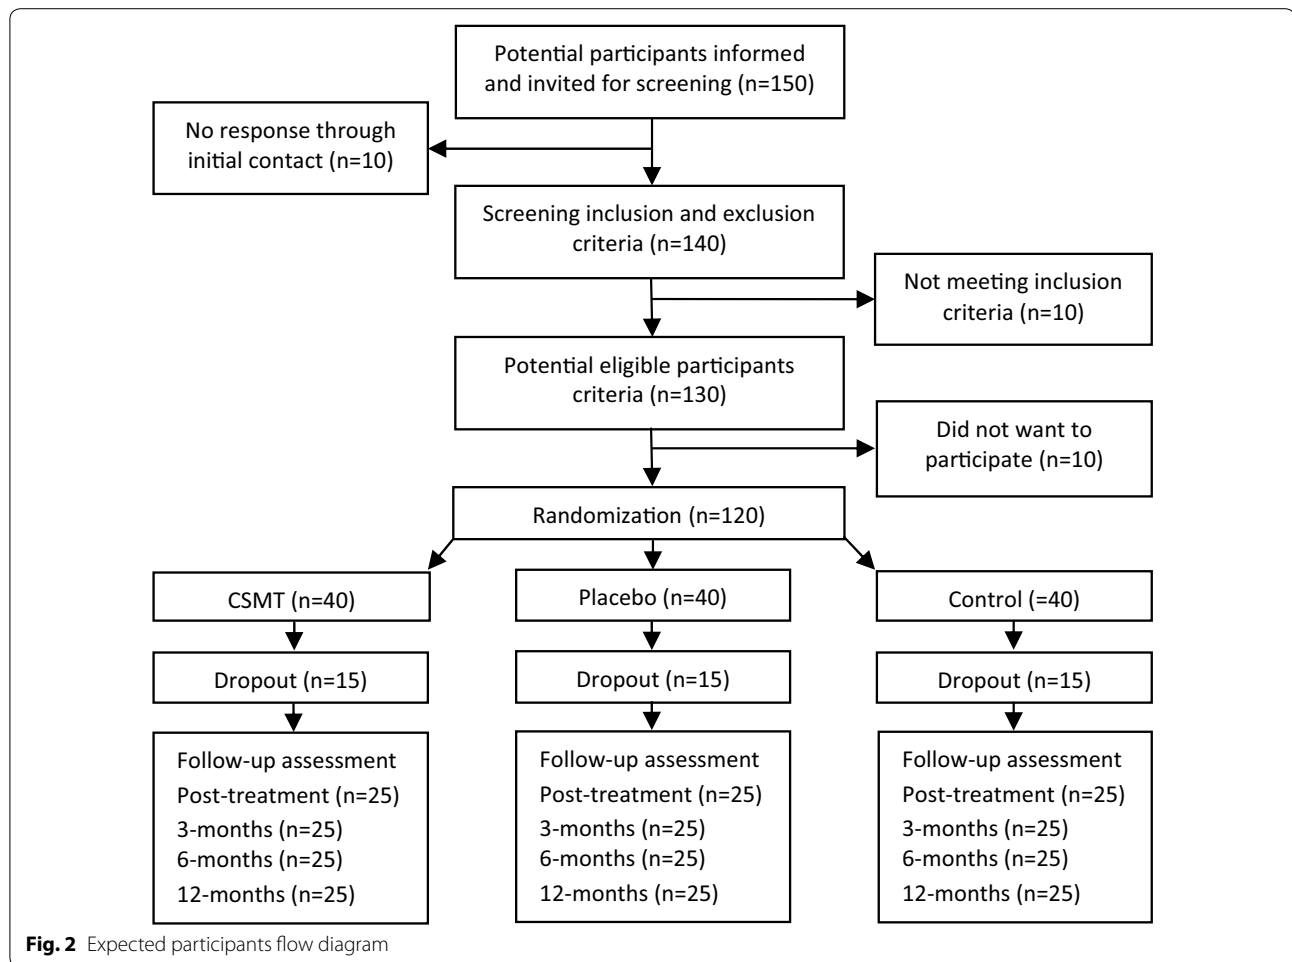 Potential participants informed
and invited for screening (n=150)
No response through
initial contact (n=10)
Screening inclusion and exclusion
criteria (n=140)
Not meeting inclusion
criteria (n=10)
Potential eligible participants
criteria (n=130)
Did not want to
participate (n=10)
Randomization (n=120)
CSMT (n=40)
Placebo (n=40)
Control (=40)
Dropout (n=15)
Dropout (n=15)
Dropout (n=15)
Follow-up assessment
Post-treatment (n=25)
3-months (n=25)
6-months (n=25)
12-months (n=25)
Follow-up assessment
Post-treatment (n=25)
3-months (n=25)
6-months (n=25)
12-months (n=25)
Follow-up assessment
Post-treatment (n=25)
3-months (n=25)
6-months (n=25)
12-months (n=25)
Fig. 2 Expected participants flow diagram